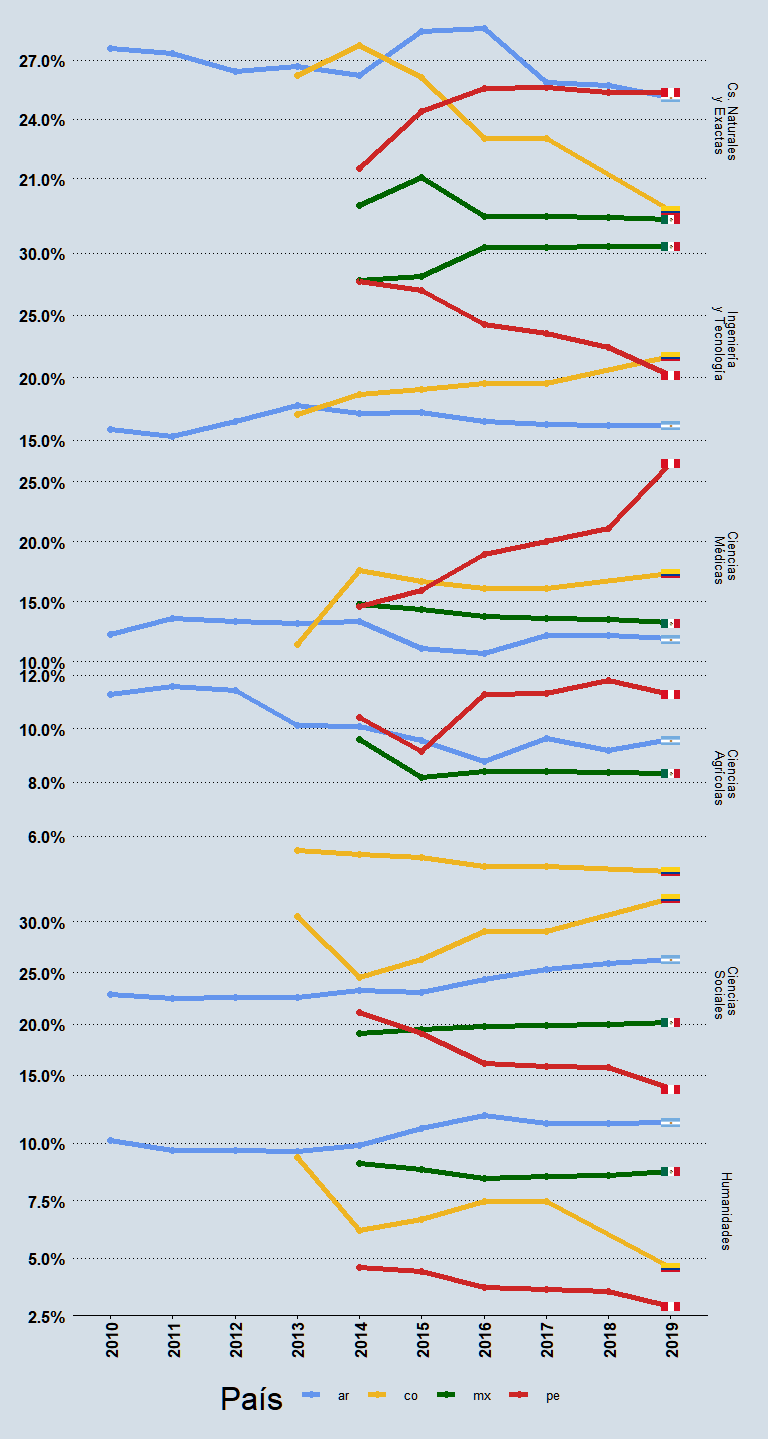 27.0%
24.0%
21.0%
Cs. Naturales
y Exactas
30.0%
25.0%
20.0%
15.0%
Ingeniería
y Tecnología
25.0%
20.0%
15.0%
10.0%
Ciencias
Médicas
12.0%
10.0%
8.0%
6.0%
Ciencias
Agrícolas
30.0%
25.0%
20.0%
15.0%
Ciencias
Sociales
10.0%
7.5%
5.0%
2.5%
Humanidades
2010 2011 2012 2013 2014 2015 2016 2017 2018 2019
País ar co mx pe